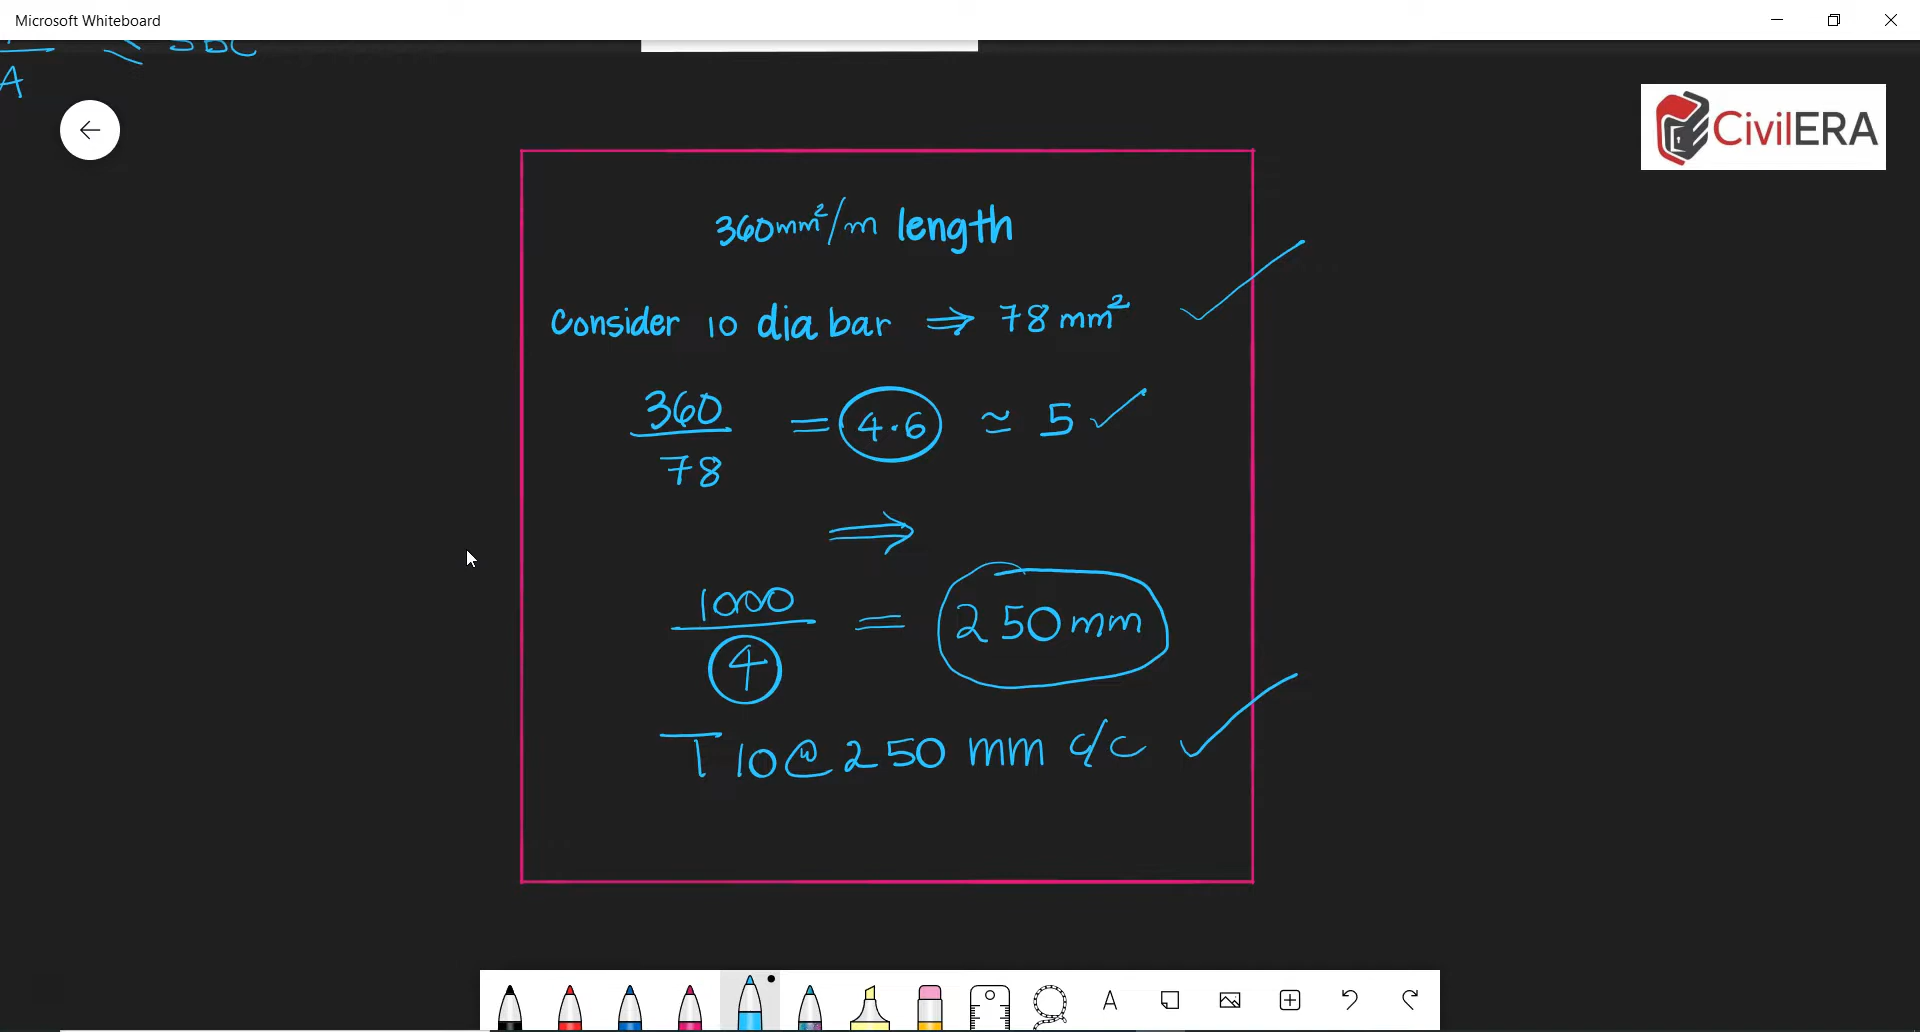 Microsoft Whiteboard
A
CivilERA
360mm²/m length
Consider 10 dia bar ⇒ 78 mm²
360
78
= 4.6 ≃ 5 ✓
⇒
1000
4
= 250 mm
T10@250 mm c/c ✓
A